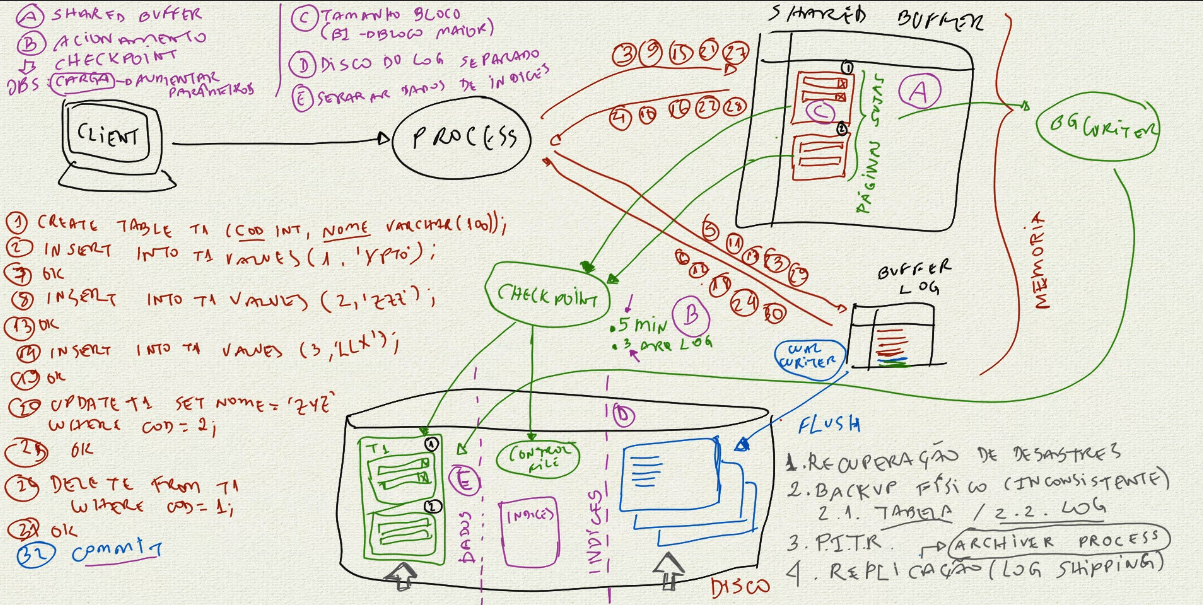 A SHARED BUFFER
B ACIONAMENTO
CHECKPOINT
OBS CARGA → AUMENTAR
PARÂMETROS
C TAMANHO BLOCO
(BI → BLOCO MAIOR)
D DISCO DO LOG SEPARADO
E SEPARAR DADOS DE ÍNDICES
SHARED BUFFER
CLIENT
PROCESS
3 9 15 21 27
4 10 16 22 28
1
C
2
PÁGINAS SUJAS
A
BGWRITER
MEMÓRIA
1 CREATE TABLE T1 (COD INT, NOME VARCHAR(100));
2 INSERT INTO T1 VALUES (1, 'YPTO');
7 OK
8 INSERT INTO T1 VALUES (2, 'ZZZ');
13 OK
14 INSERT INTO T1 VALUES (3, 'LLX');
19 OK
20 UPDATE T1 SET NOME = 'ZYZ'
WHERE COD = 2;
OK
DELETE FROM T1
WHERE COD = 1;
31 OK
32 COMMIT
5 11 17 23 29
6 12 18 24 30
CHECKPOINT
.5 MIN
.3 ARQ LOG
B
BUFFER
LOG
WAL
WRITER
FLUSH
T1
1
2
E
DADOS
CONTROL
FILE
ÍNDICES
ÍNDICES
D
DISCO
1. RECUPERAÇÃO DE DESASTRES
2. BACKUP FÍSICO (INCONSISTENTE)
2.1. TABELA / 2.2. LOG
3. P.I.T.R. → ARCHIVER PROCESS
4. REPLICAÇÃO (LOG SHIPPING)